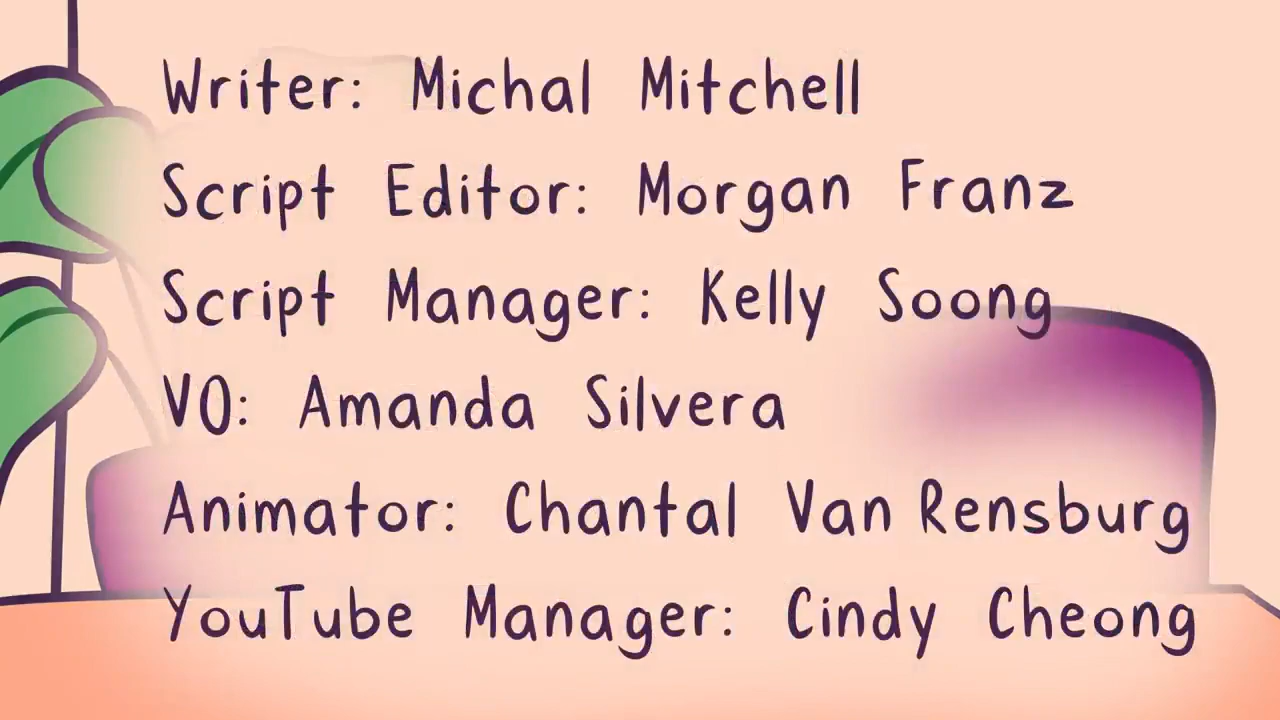 Writer: Michal Mitchell
Script Editor: Morgan Franz
Script Manager: Kelly Soong
VO: Amanda Silvera
Animator: Chantal Van Rensburg
YouTube Manager: Cindy Cheong